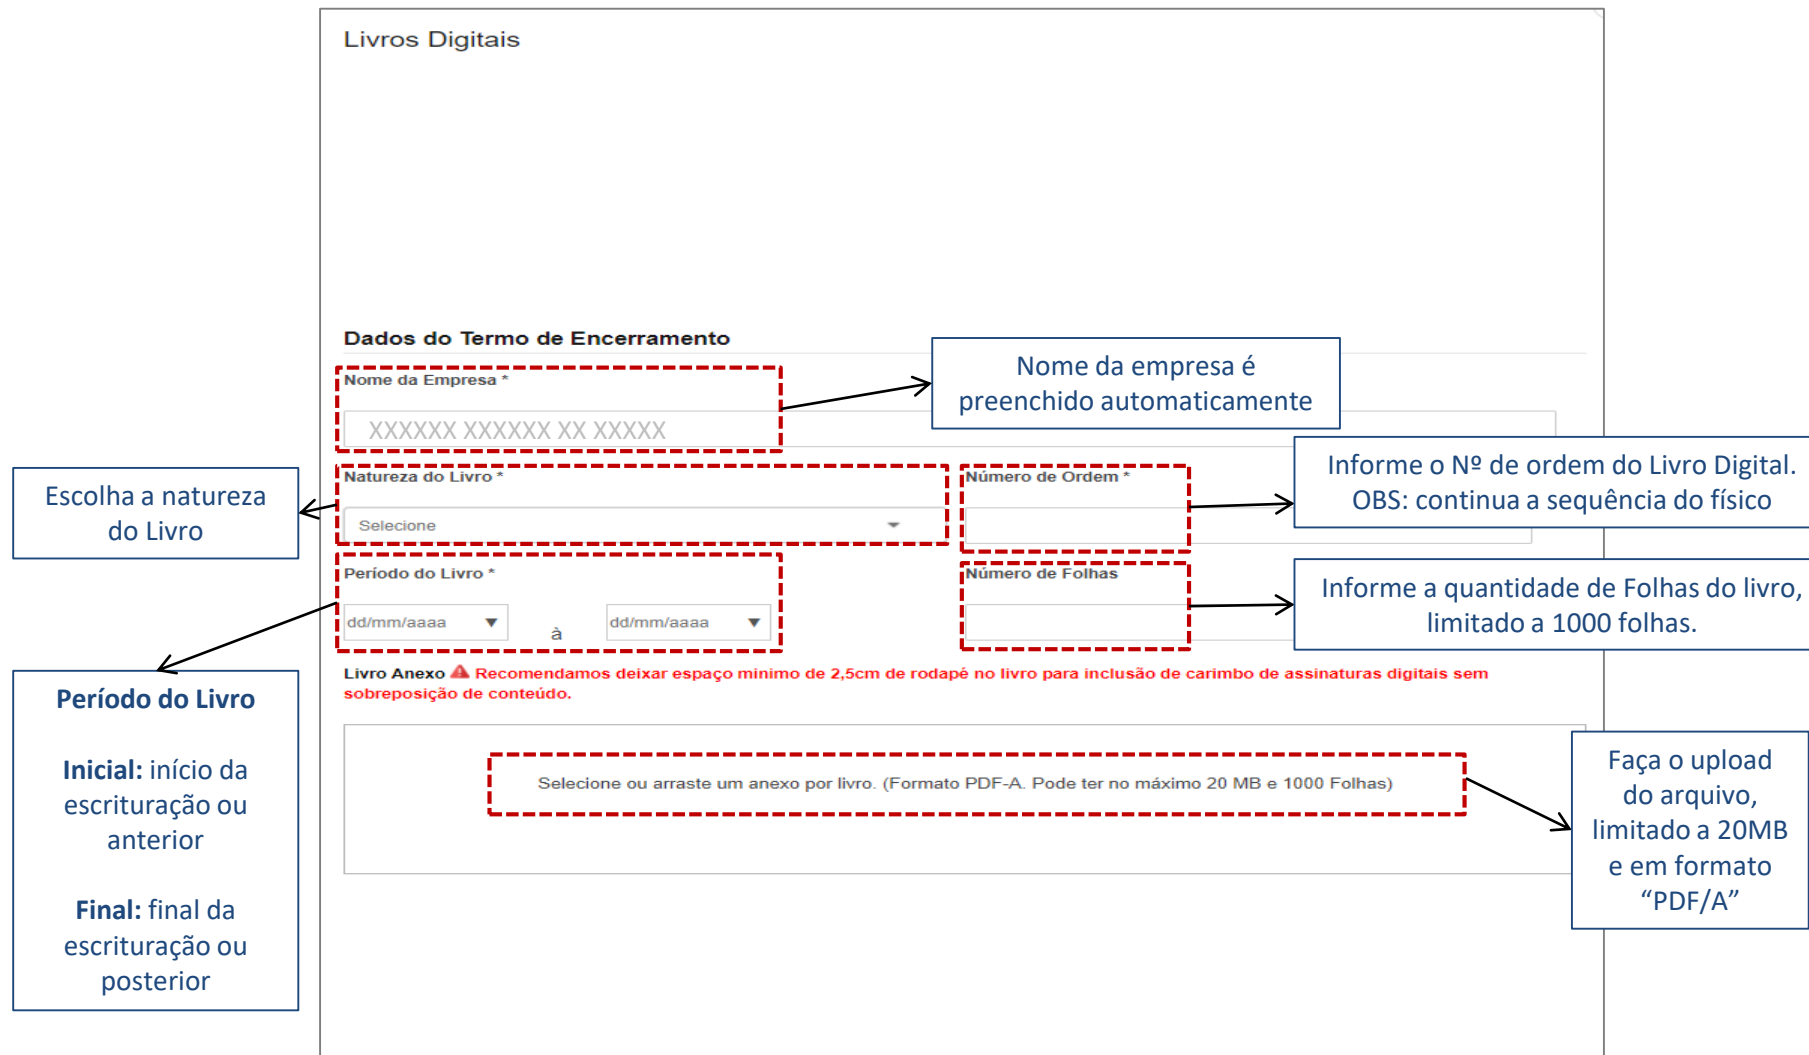 Livros Digitais
Dados do Termo de Encerramento
Nome da Empresa *
XXXXXX XXXXXX XX XXXXX
Nome da empresa é
preenchido automaticamente
Escolha a natureza
do Livro
Natureza do Livro *
Selecione
Número de Ordem *
Informe o Nº de ordem do Livro Digital.
OBS: continua a sequência do físico
Período do Livro *
dd/mm/aaaa
à
dd/mm/aaaa
Número de Folhas
Informe a quantidade de Folhas do livro,
limitado a 1000 folhas.
Período do Livro
Inicial: início da
escrituração ou
anterior
Final: final da
escrituração ou
posterior
Livro Anexo Recomendamos deixar espaço minimo de 2,5cm de rodapé no livro para inclusão de carimbo de assinaturas digitais sem
sobreposição de conteúdo.
Selecione ou arraste um anexo por livro. (Formato PDF-A. Pode ter no máximo 20 MB e 1000 Folhas)
Faça o upload
do arquivo,
limitado a 20MB
e em formato
“PDF/A”